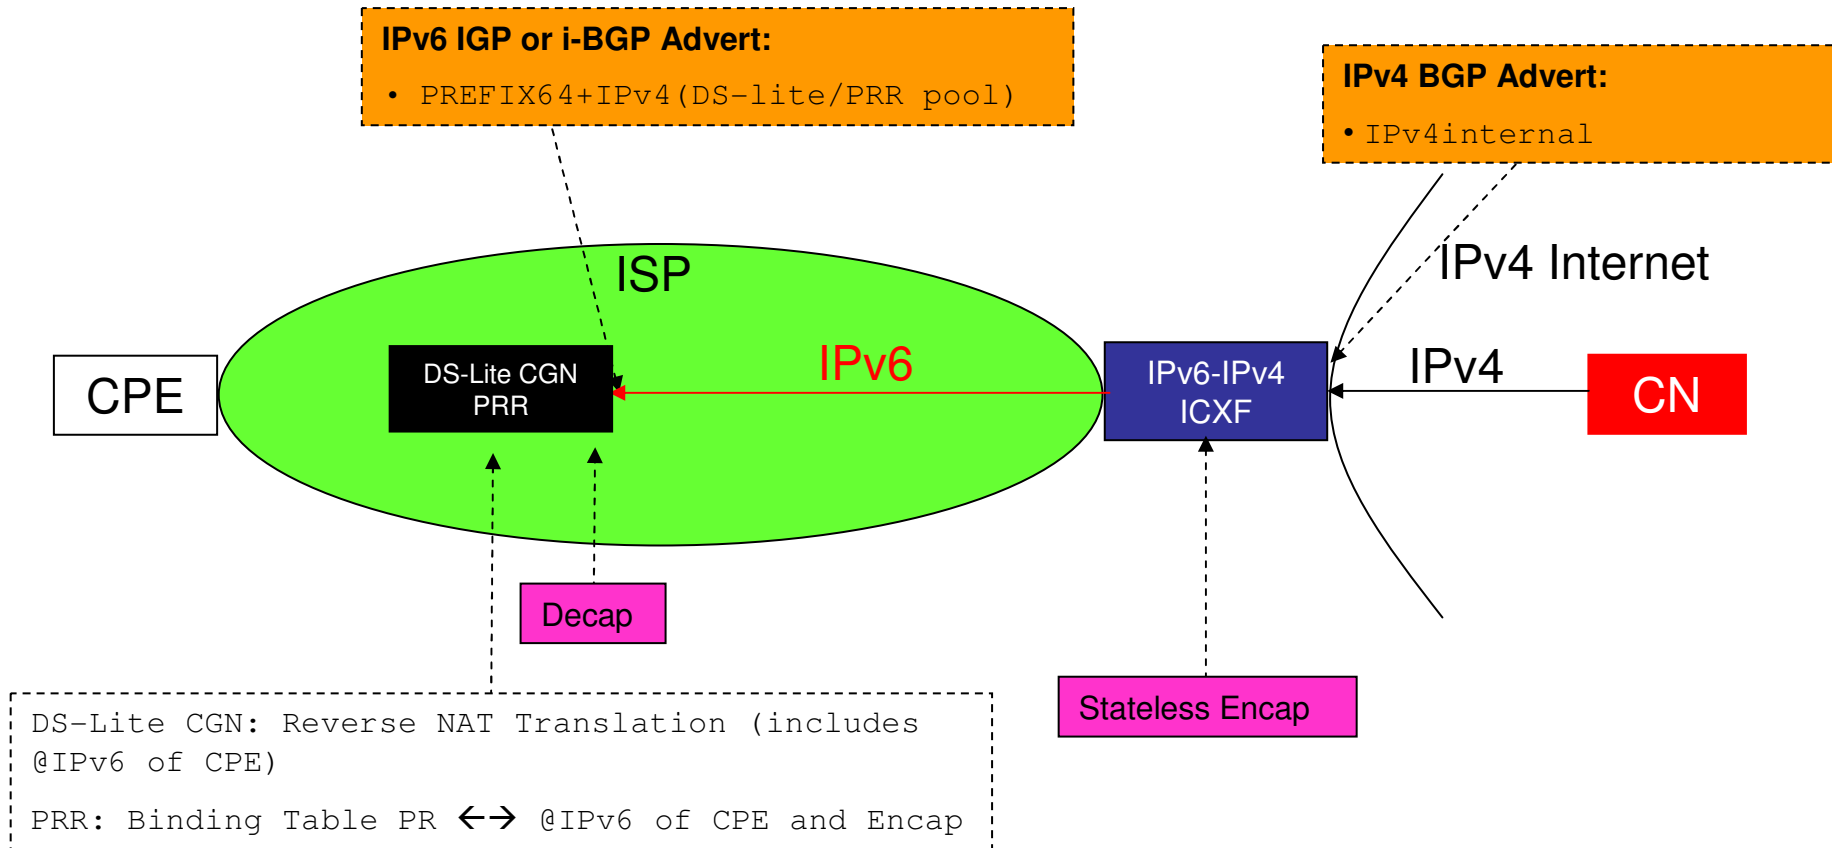 IPv6 IGP or i-BGP Advert:
• PREFIX64+IPv4(DS-lite/PRR pool)
IPv4 BGP Advert:
• IPv4internal
ISP
IPv4 Internet
CPE
DS-Lite CGN
PRR
IPv6
IPv6-IPv4
ICXF
IPv4
CN
Decap
Stateless Encap
DS-Lite CGN: Reverse NAT Translation (includes
@IPv6 of CPE)
PRR: Binding Table PR ←→ @IPv6 of CPE and Encap